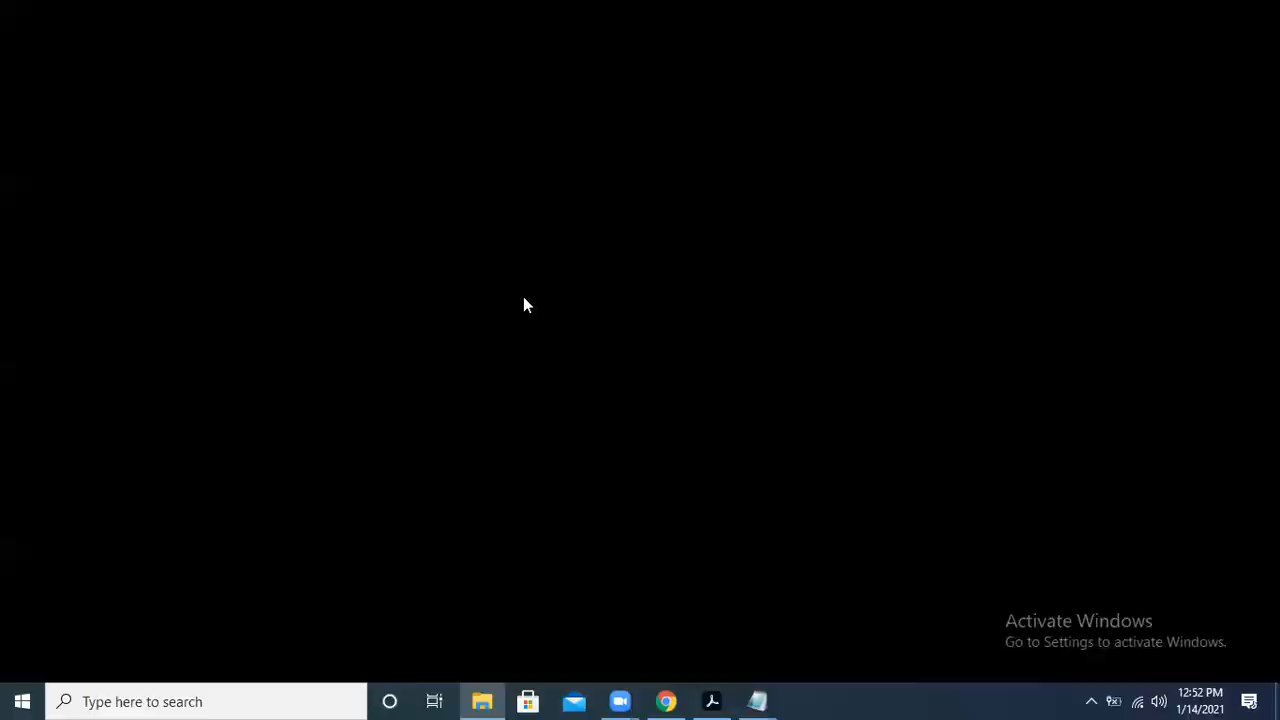 Activate Windows
Go to Settings to activate Windows.
Type here to search
12:52 PM
1/14/2021